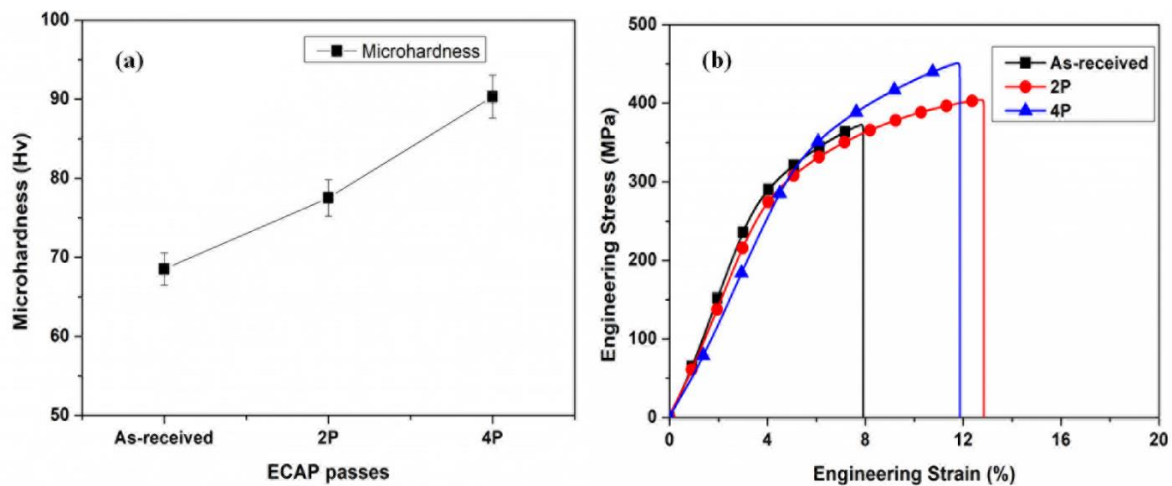 (a)
Microhardness
Microhardness (Hv)
100
90
80
70
60
50
As-received
2P
4P
ECAP passes
(b)
As-received
2P
4P
Engineering Stress (MPa)
500
400
300
200
100
0
0
4
8
12
16
20
Engineering Strain (%)